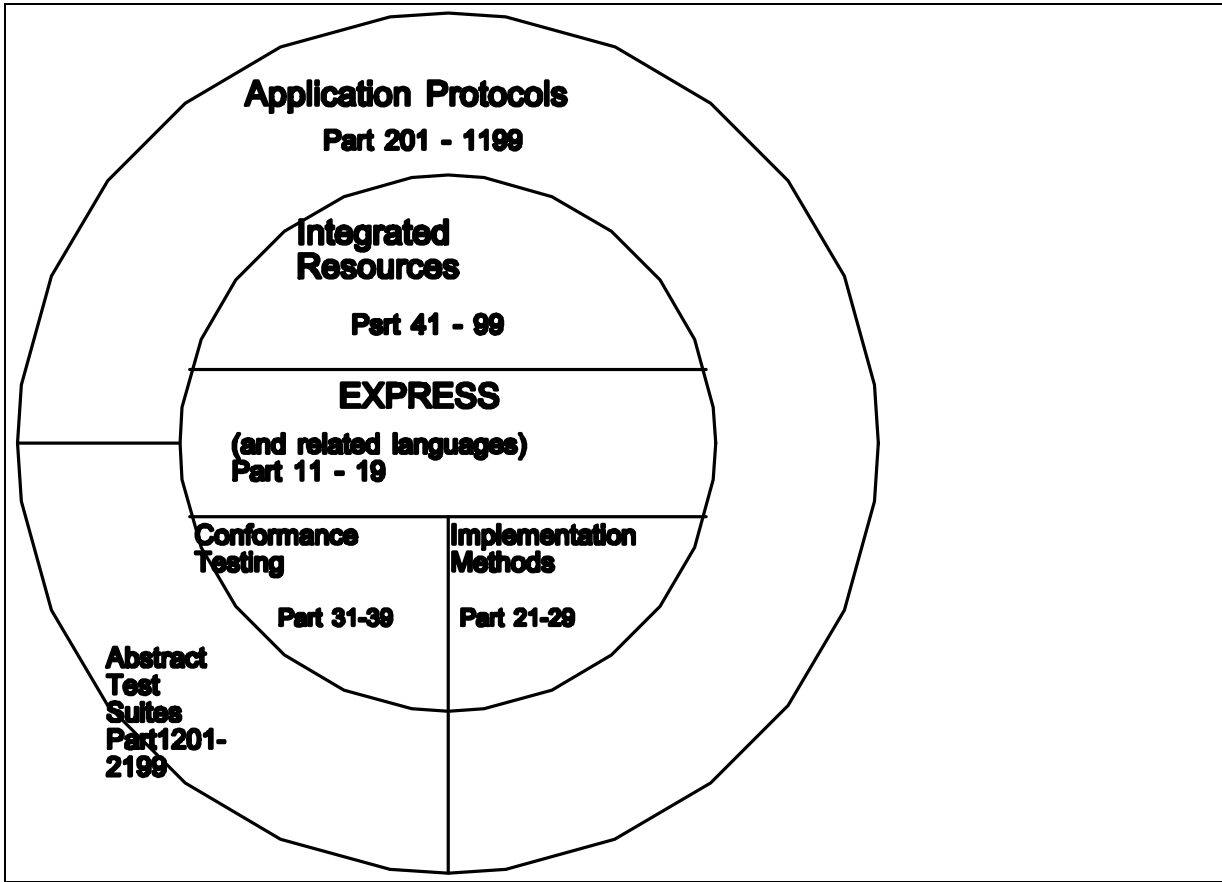 Application Protocols
Part 201 - 1199
Integrated
Resources
Psrt 41 - 99
EXPRESS
(and related languages)
Part 11 - 19
Conformance
Testing
Part 31-39
Implementation
Methods
Part 21-29
Abstract
Test
Suites
Part1201-
2199